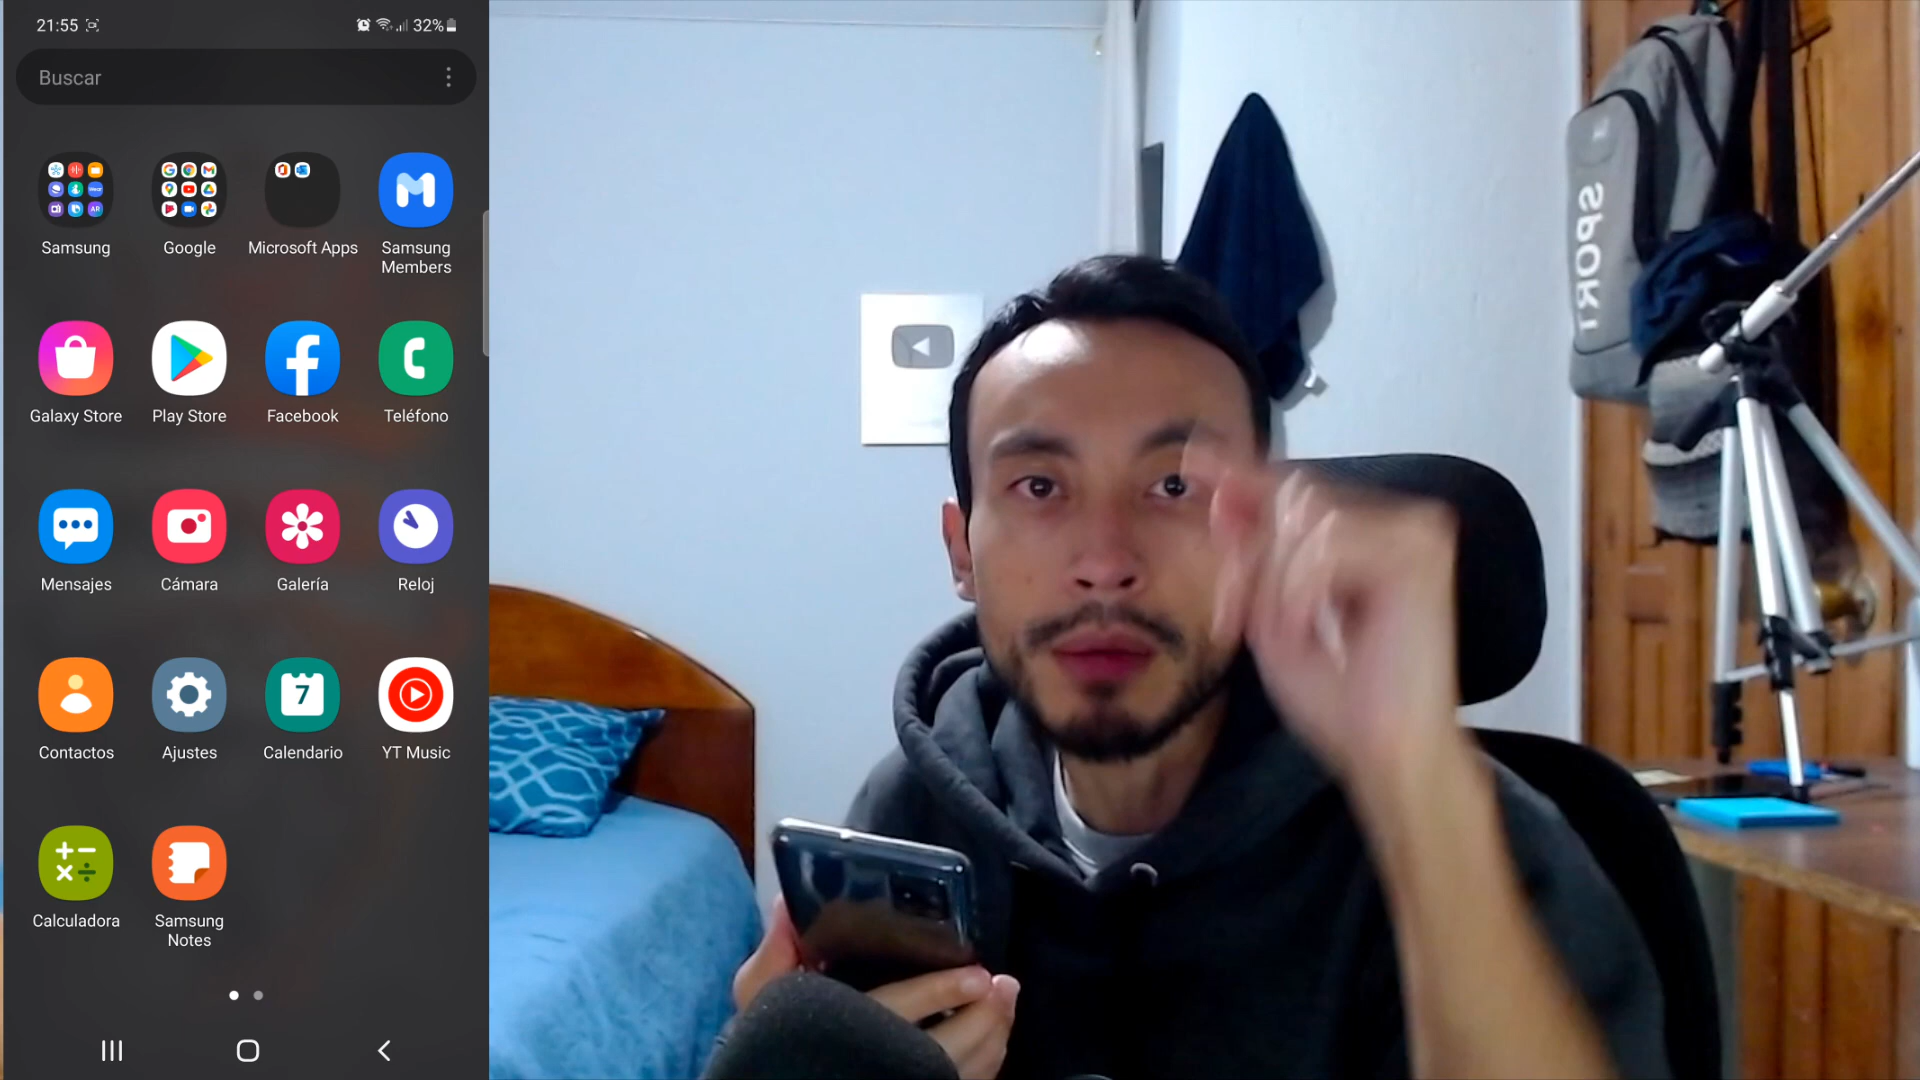 21:55
32%
Buscar
Samsung
Google
Microsoft Apps
Samsung
Members
Galaxy Store
Play Store
Facebook
Teléfono
Mensajes
Cámara
Galería
Reloj
7
Contactos
Ajustes
Calendario
YT Music
Calculadora
Samsung
Notes
SPORT